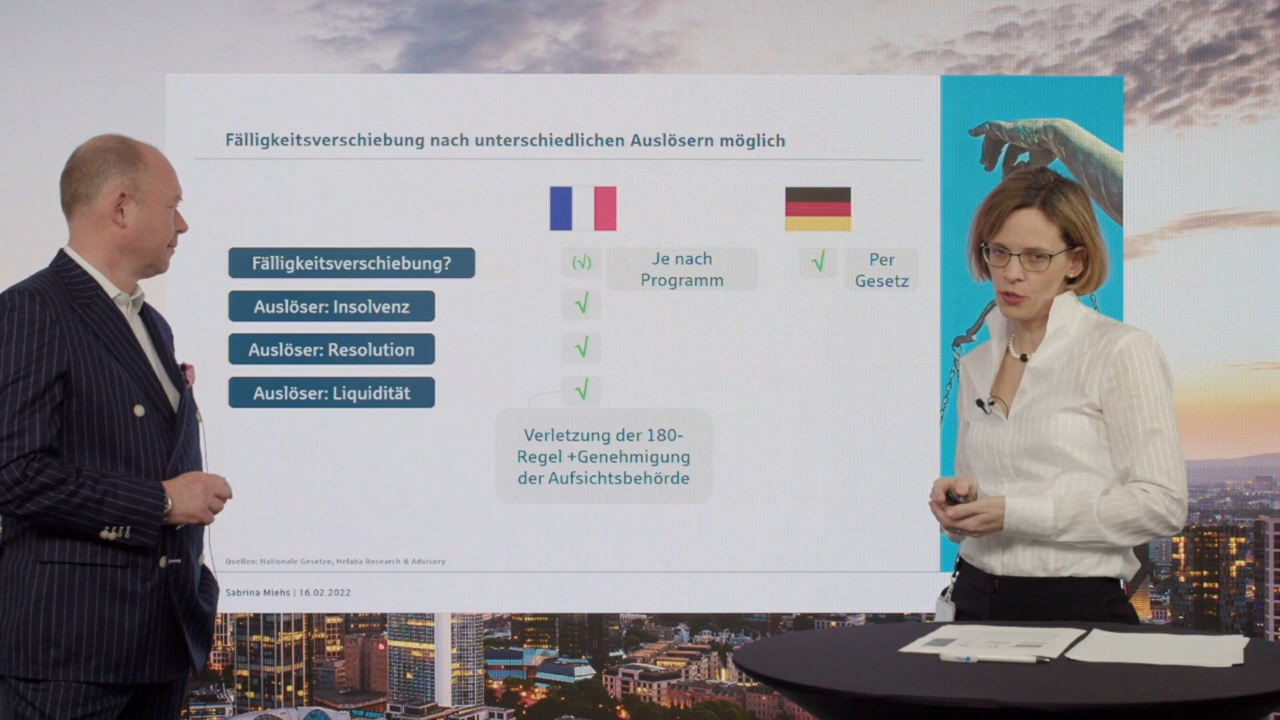 Fälligkeitsverschiebung nach unterschiedlichen Auslösern möglich
Fälligkeitsverschiebung?
(√)
Je nach
Programm
√
Per
Gesetz
Auslöser: Insolvenz
√
Auslöser: Resolution
√
Auslöser: Liquidität
√
Verletzung der 180-
Regel +Genehmigung
der Aufsichtsbehörde
Quellen: Nationale Gesetze, Helaba Research & Advisory
Sabrina Miehs | 16.02.2022